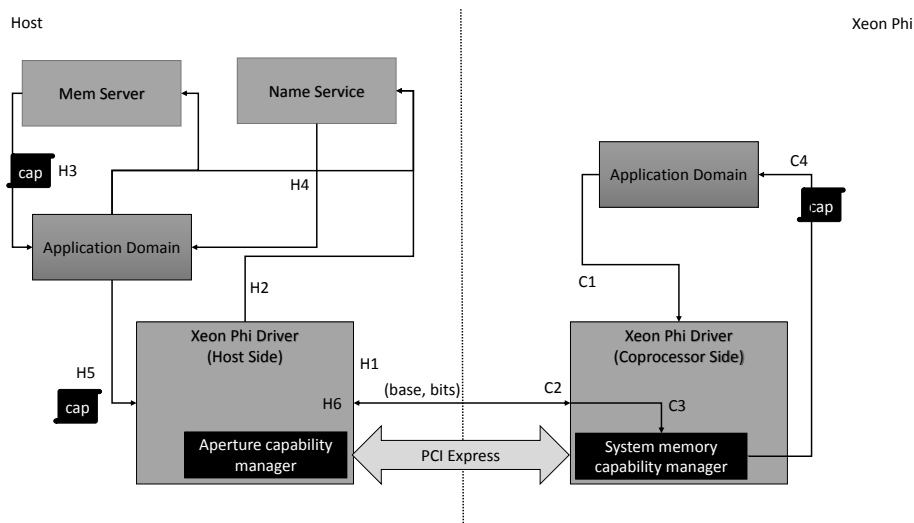 Host
Xeon Phi
Mem Server
Name Service
cap
H3
H4
Application Domain
Application Domain
C4
cap
H2
C1
Xeon Phi Driver
(Host Side)
Xeon Phi Driver
(Coprocessor Side)
H5
cap
H1
H6
(base, bits)
C2
C3
Aperture capability
manager
PCI Express
System memory
capability manager